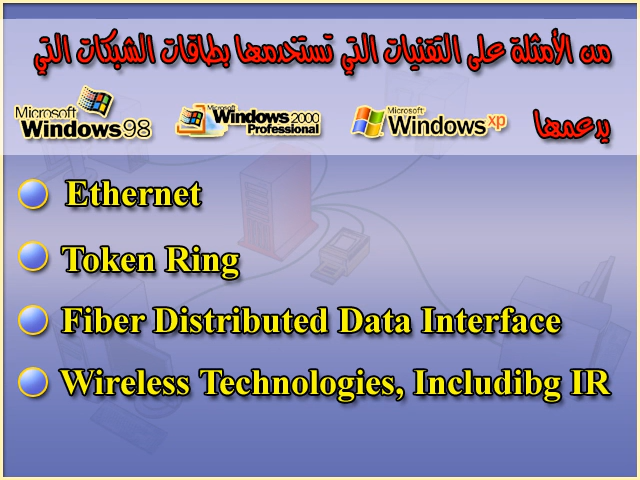 من الأمثلة على التقنيات التي تستخدمها بطاقات الشبكات التي
يدعمها Microsoft Windows xp Microsoft Windows 2000 Professional Microsoft Windows 98
Ethernet
Token Ring
Fiber Distributed Data Interface
Wireless Technologies, Includibg IR